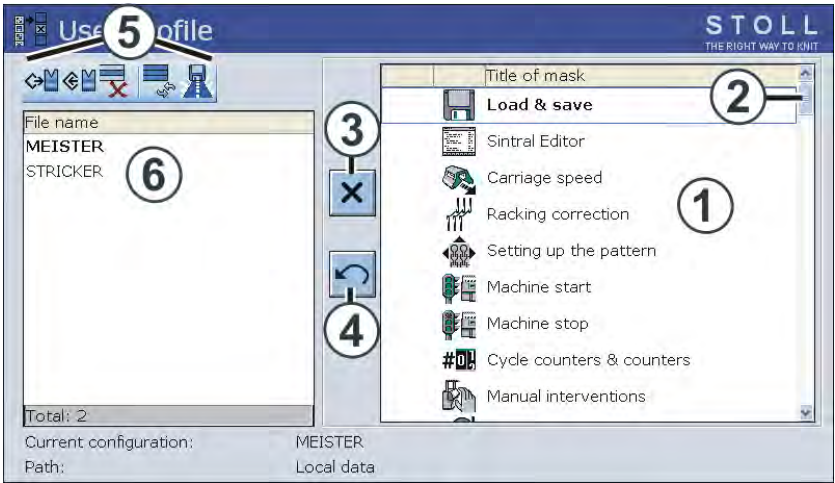 User Profile
STOLL
THE RIGHT WAY TO KNIT
5
File name
MEISTER
STRICKER
6
Total: 2
3
4
Title of mask
2
Load & save
Sintral Editor
Carriage speed
Racking correction
1
Setting up the pattern
Machine start
Machine stop
#0
Cycle counters & counters
Manual interventions
Current configuration: MEISTER
Path: Local data